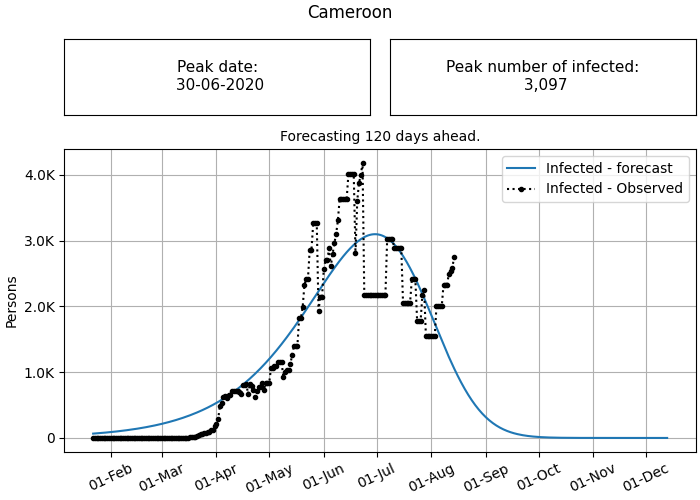 Cameroon
Peak date:
30-06-2020
Peak number of infected:
3,097
Forecasting 120 days ahead.
Infected - forecast
Infected - Observed
4.0K
3.0K
2.0K
1.0K
0
Persons
01-Feb
01-Mar
01-Apr
01-May
01-Jun
01-Jul
01-Aug
01-Sep
01-Oct
01-Nov
01-Dec